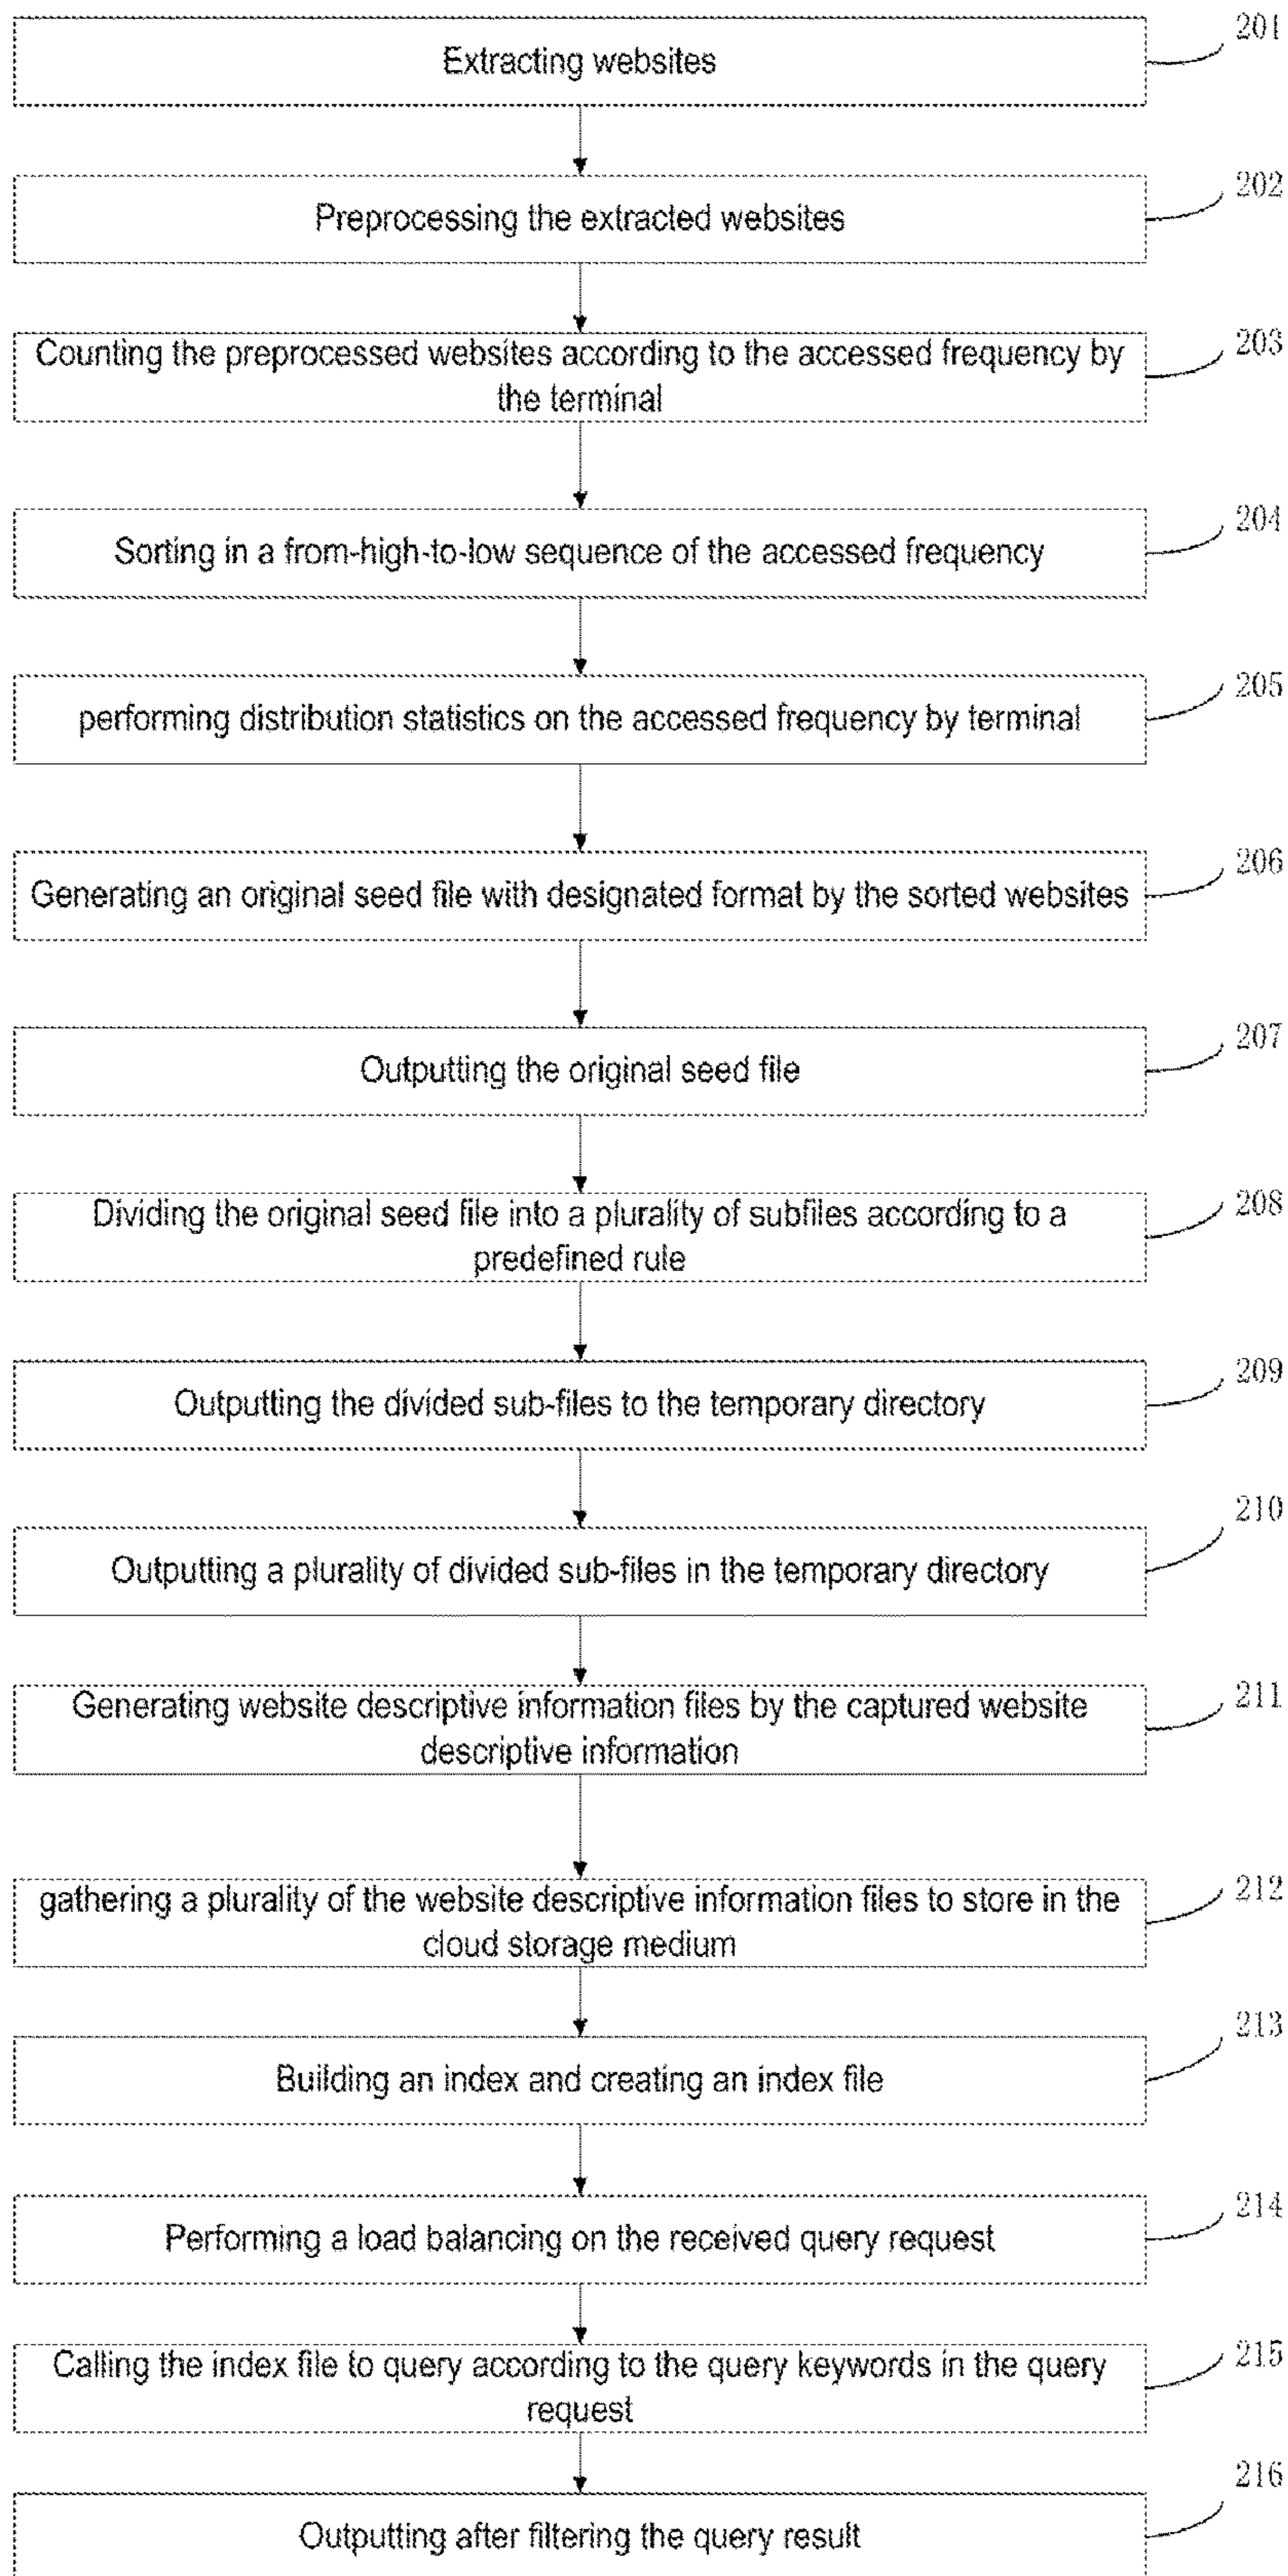 201
Extracting websites
202
Preprocessing the extracted websites
203
Counting the preprocessed websites according to the accessed frequency by
the terminal
204
Sorting in a from-high-to-low sequence of the accessed frequency
205
performing distribution statistics on the accessed frequency by terminal
206
Generating an original seed file with designated format by the sorted websites
207
Outputting the original seed file
208
Dividing the original seed file into a plurality of subfiles according to a
predefined rule
209
Outputting the divided sub-files to the temporary directory
210
Outputting a plurality of divided sub-files in the temporary directory
211
Generating website descriptive information files by the captured website
descriptive information
212
gathering a plurality of the website descriptive information files to store in the
cloud storage medium
213
Building an index and creating an index file
214
Performing a load balancing on the received query request
215
Calling the index file to query according to the query keywords in the query
request
216
Outputting after filtering the query result